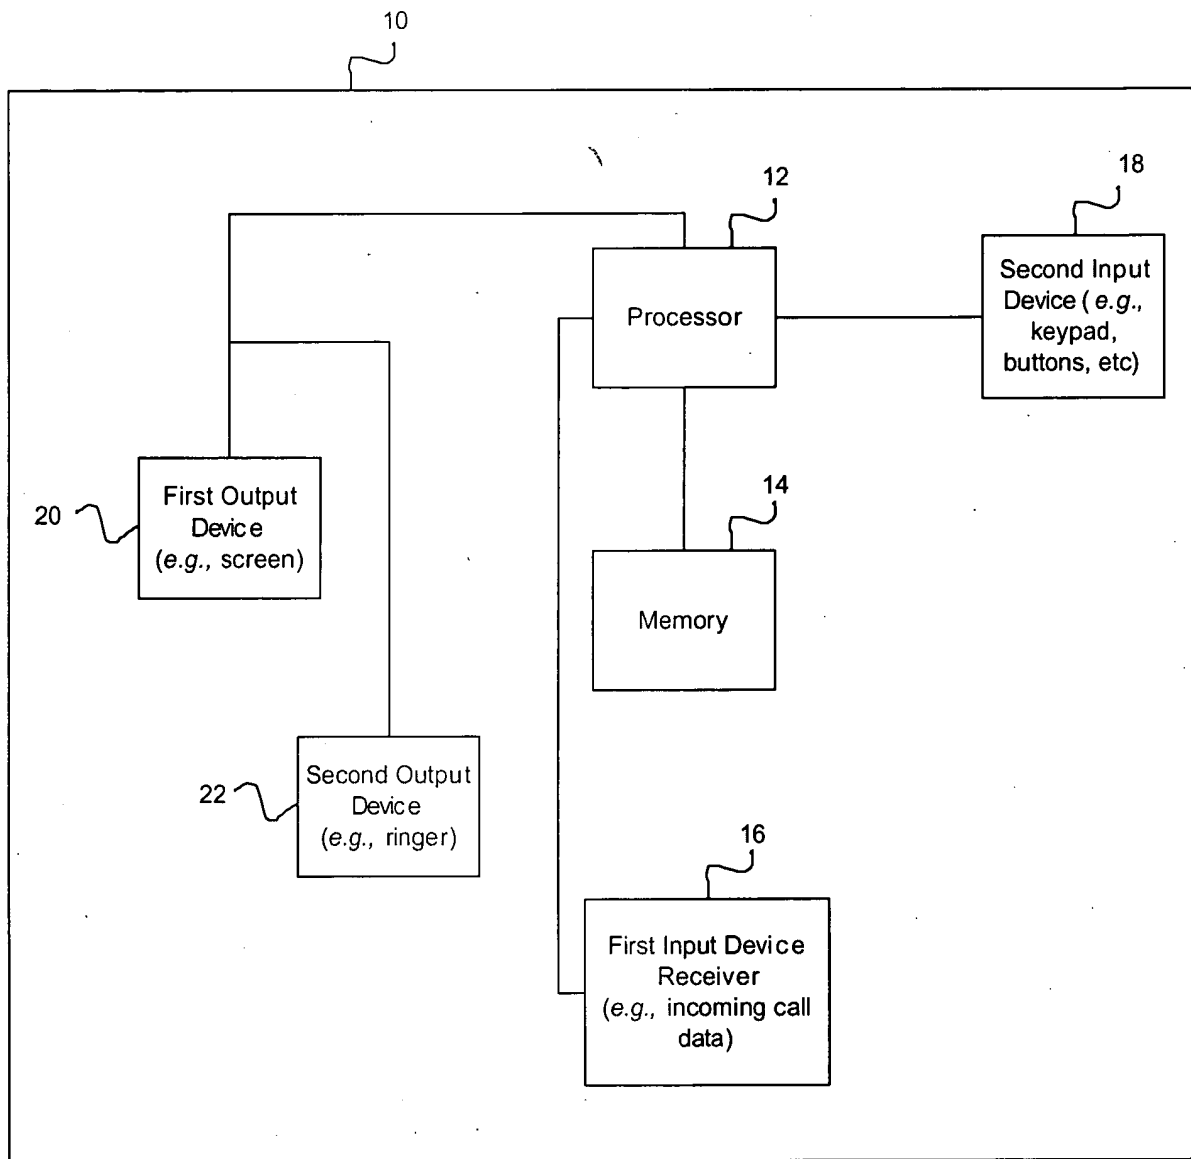 10
12
18
Processor
Second Input
Device (e.g.,
keypad,
buttons, etc)
20
First Output
Device
(e.g., screen)
14
Memory
22
Second Output
Device
(e.g., ringer)
16
First Input Device
Receiver
(e.g., incoming call
data)